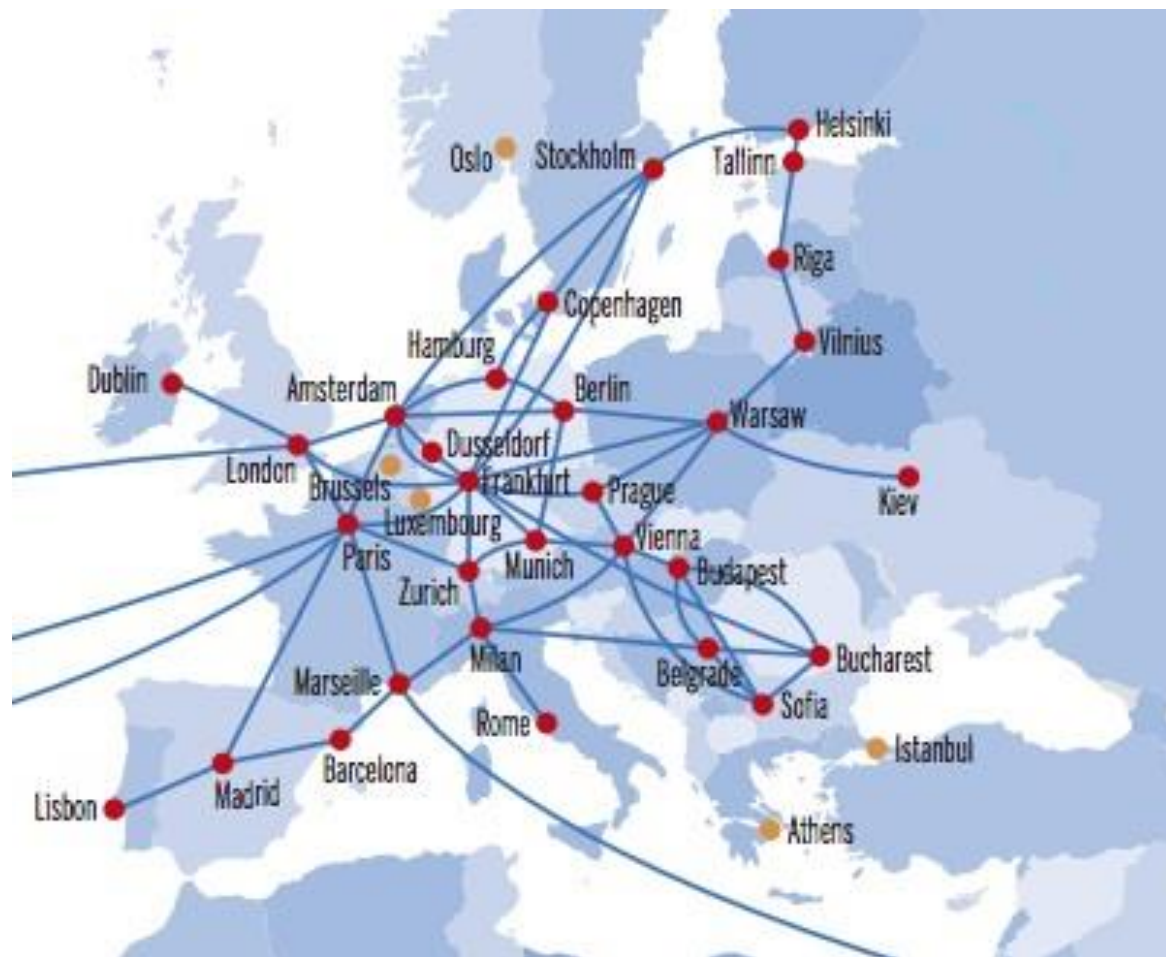 Helsinki
Oslo
Stockholm
Tallinn
Riga
Copenhagen
Hamburg
Vilnius
Dublin
Amsterdam
Berlin
Warsaw
Dusseldorf
London
Brussels
Frankfurt
Prague
Kiev
Luxembourg
Paris
Vienna
Munich
Budapest
Zurich
Milan
Belgrade
Bucharest
Marseille
Sofia
Rome
Istanbul
Barcelona
Madrid
Lisbon
Athens